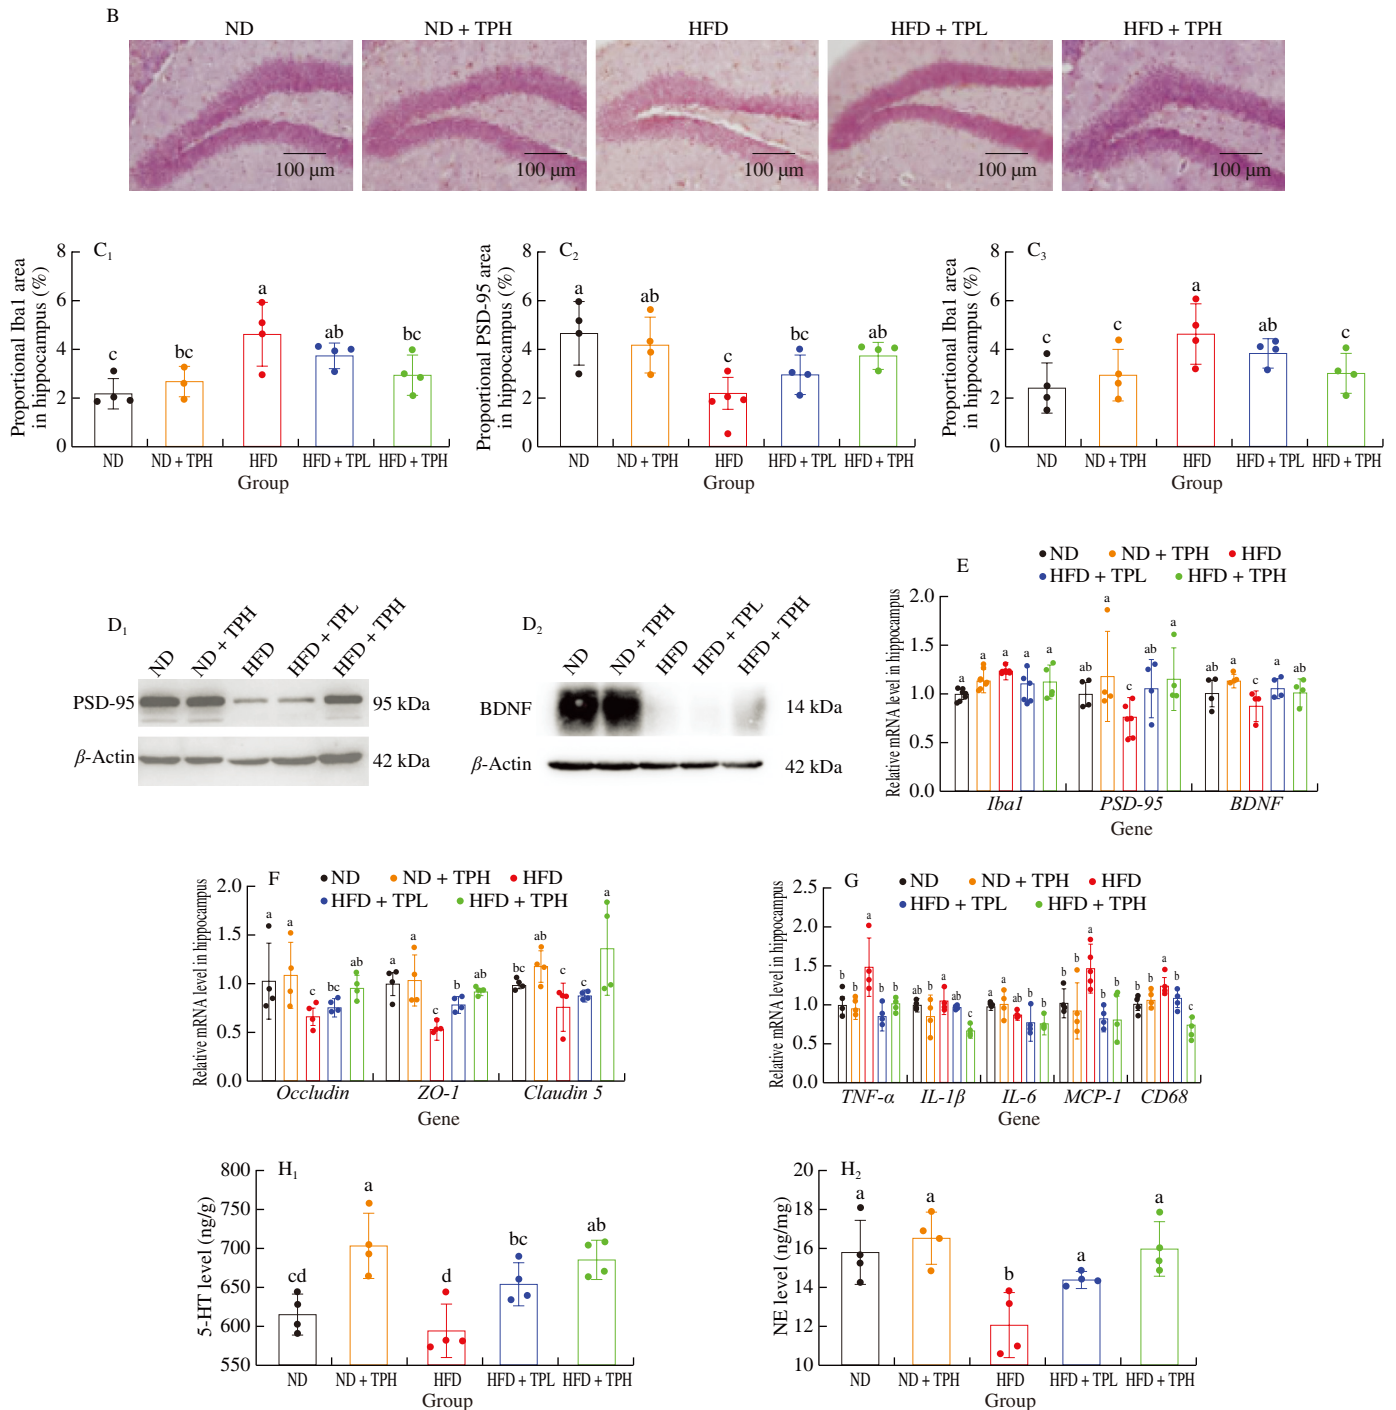 B
ND
ND + TPH
HFD
HFD + TPL
HFD + TPH
100 μm
100 μm
100 μm
100 μm
100 μm
C1
Proportional Iba1 area
in hippocampus (%)
8
6
4
2
0
c
bc
a
ab
bc
ND
ND + TPH
HFD
HFD + TPL
HFD + TPH
Group
C2
Proportional PSD-95 area
in hippocampus (%)
8
6
4
2
0
a
ab
c
bc
ab
ND
ND + TPH
HFD
HFD + TPL
HFD + TPH
Group
C3
Proportional Iba1 area
in hippocampus (%)
8
6
4
2
0
c
c
a
ab
c
ND
ND + TPH
HFD
HFD + TPL
HFD + TPH
Group
D1
ND
ND + TPH
HFD
HFD + TPL
HFD + TPH
PSD-95
95 kDa
β-Actin
42 kDa
D2
ND
ND + TPH
HFD
HFD + TPL
HFD + TPH
BDNF
14 kDa
β-Actin
42 kDa
E
ND
ND + TPH
HFD
HFD + TPL
HFD + TPH
Relative mRNA level in hippocampus
2.0
1.5
1.0
0.5
0.0
a
a
a
a
a
ab
a
c
ab
a
ab
a
c
a
ab
Iba1
PSD-95
BDNF
Gene
F
ND
ND + TPH
HFD
HFD + TPL
HFD + TPH
Relative mRNA level in hippocampus
2.0
1.5
1.0
0.5
0.0
a
a
c
bc
ab
a
a
c
b
ab
bc
ab
c
c
a
Occludin
ZO-1
Claudin 5
Gene
G
ND
ND + TPH
HFD
HFD + TPL
HFD + TPH
Relative mRNA level in hippocampus
2.5
2.0
1.5
1.0
0.5
0.0
b
b
a
b
b
ab
b
a
ab
c
a
a
ab
b
b
b
b
a
b
b
b
b
a
b
c
TNF-α
IL-1β
IL-6
MCP-1
CD68
Gene
H1
5-HT level (ng/g)
800
750
700
650
600
550
cd
a
d
bc
ab
ND
ND + TPH
HFD
HFD + TPL
HFD + TPH
Group
H2
NE level (ng/mg)
20
18
16
14
12
10
a
a
b
a
a
ND
ND + TPH
HFD
HFD + TPL
HFD + TPH
Group